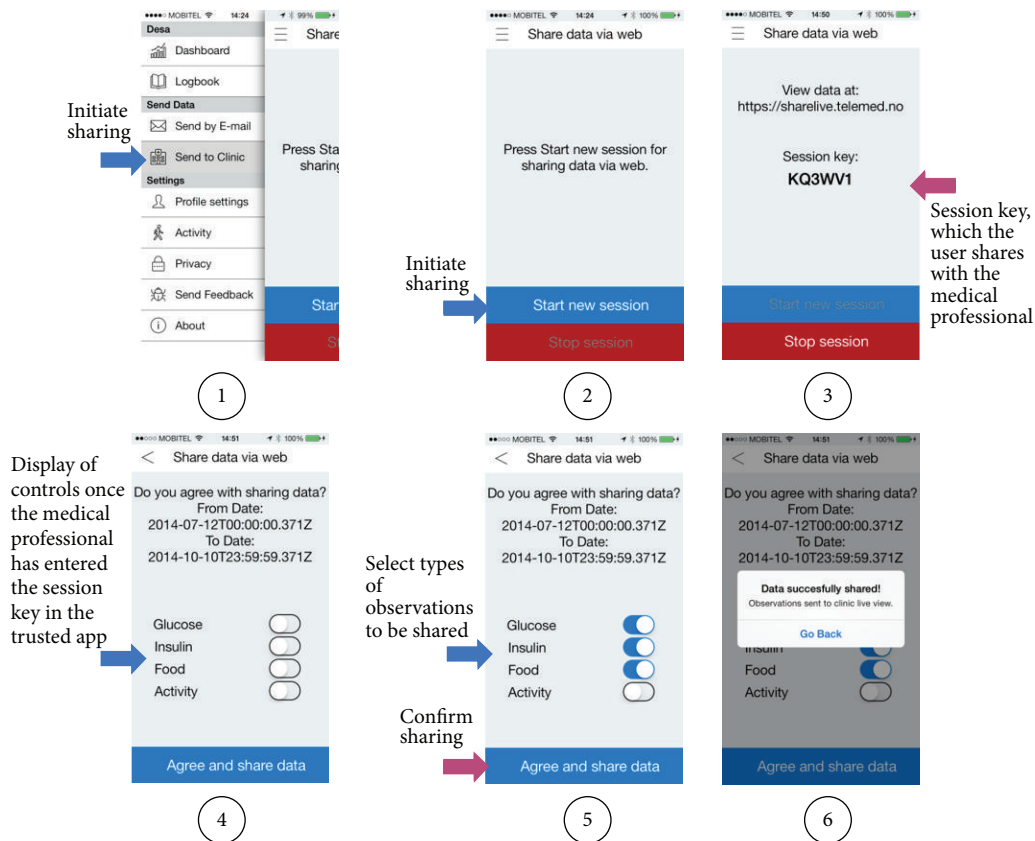 MOBITEL 14:24 99%
Desa
Dashboard
Logbook
Send Data
Send by E-mail
Send to Clinic
Settings
Profile settings
Activity
Privacy
Send Feedback
About
Share
Press Sta
sharing
Star
St
Initiate
sharing
1
MOBITEL 14:24 100%
Share data via web
Press Start new session for
sharing data via web.
Start new session
Stop session
Initiate
sharing
2
MOBITEL 14:50 100%
Share data via web
View data at:
https://sharelive.telemed.no
Session key:
KQ3WV1
Start new session
Stop session
Session key,
which the
user shares
with the
medical
professional
3
Display of
controls once
the medical
professional
has entered
the session
key in the
trusted app
MOBITEL 14:51 100%
Share data via web
Do you agree with sharing data?
From Date:
2014-07-12T00:00:00.371Z
To Date:
2014-10-10T23:59:59.371Z
Glucose
Insulin
Food
Activity
Agree and share data
4
Select types
of
observations
to be shared
Confirm
sharing
MOBITEL 14:51 100%
Share data via web
Do you agree with sharing data?
From Date:
2014-07-12T00:00:00.371Z
To Date:
2014-10-10T23:59:59.371Z
Glucose
Insulin
Food
Activity
Agree and share data
5
MOBITEL 14:51 100%
Share data via web
Do you agree with sharing data?
From Date:
2014-07-12T00:00:00.371Z
To Date:
2014-10-10T23:59:59.371Z
Data succesfully shared!
Observations sent to clinic live view.
Go Back
Insulin
Food
Activity
Agree and share data
6